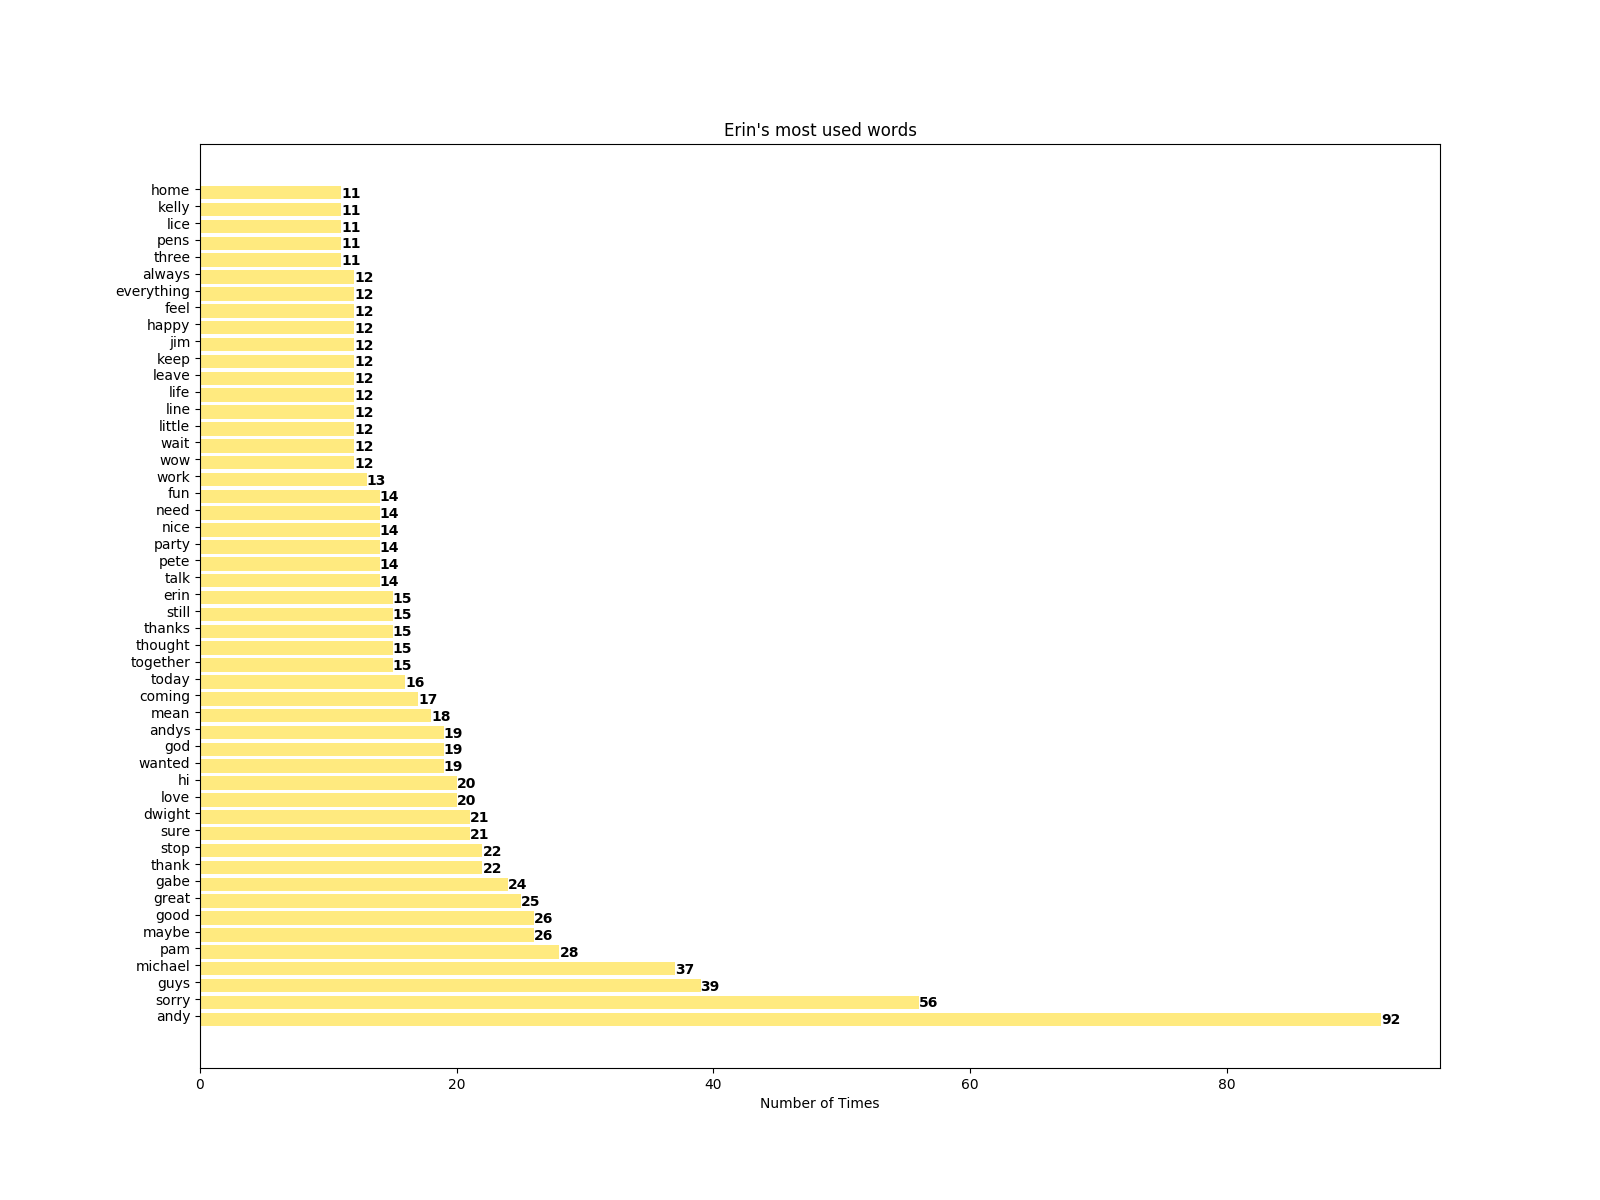 Erin's most used words
home 11
kelly 11
lice 11
pens 11
three 11
always 12
everything 12
feel 12
happy 12
jim 12
keep 12
leave 12
life 12
line 12
little 12
wait 12
wow 12
work 13
fun 14
need 14
nice 14
party 14
pete 14
talk 14
erin 15
still 15
thanks 15
thought 15
together 15
today 16
coming 17
mean 18
andys 19
god 19
wanted 19
hi 20
love 20
dwight 21
sure 21
stop 22
thank 22
gabe 24
great 25
good 26
maybe 26
pam 28
michael 37
guys 39
sorry 56
andy 92
0 20 40 60 80
Number of Times